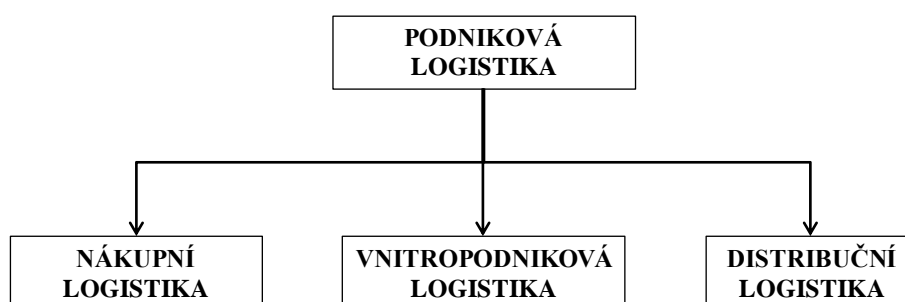 PODNIKOVÁ
LOGISTIKA
NÁKUPNÍ
LOGISTIKA
VNITROPODNIKOVÁ
LOGISTIKA
DISTRIBUČNÍ
LOGISTIKA